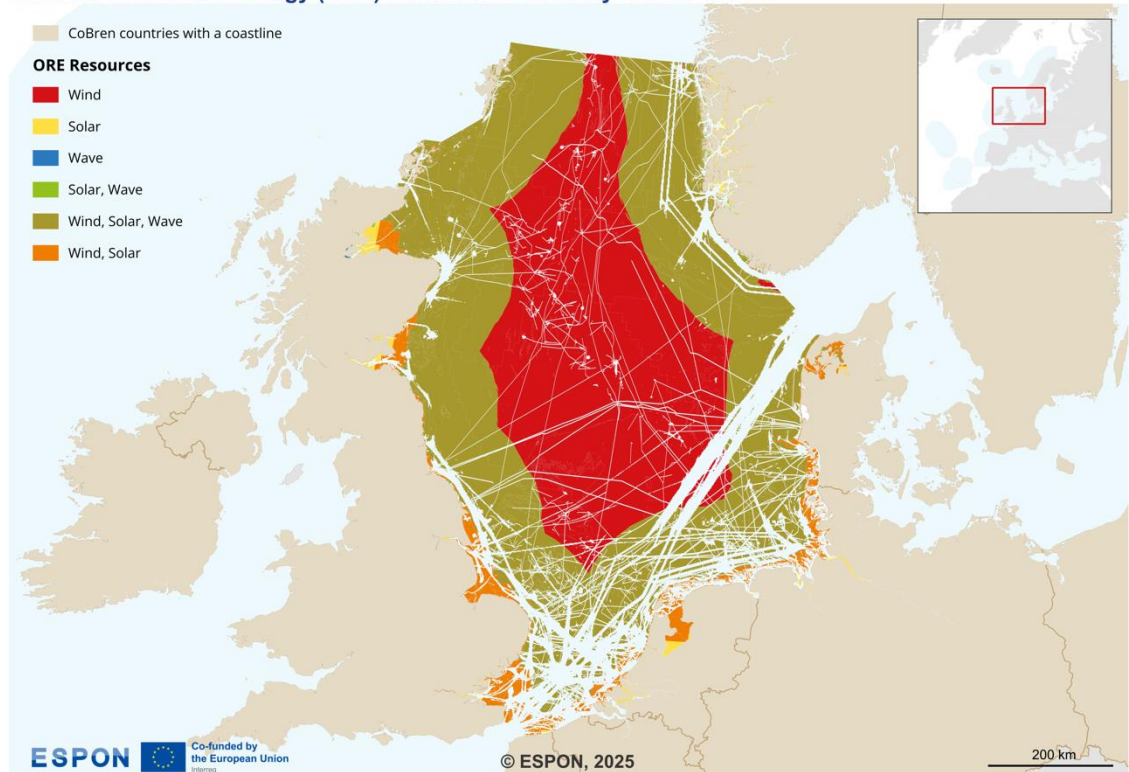 CoBren countries with a coastline
ORE Resources
Wind
Solar
Wave
Solar, Wave
Wind, Solar, Wave
Wind, Solar
ESPON
Co-funded by
the European Union
Interreg
© ESPON, 2025
200 km